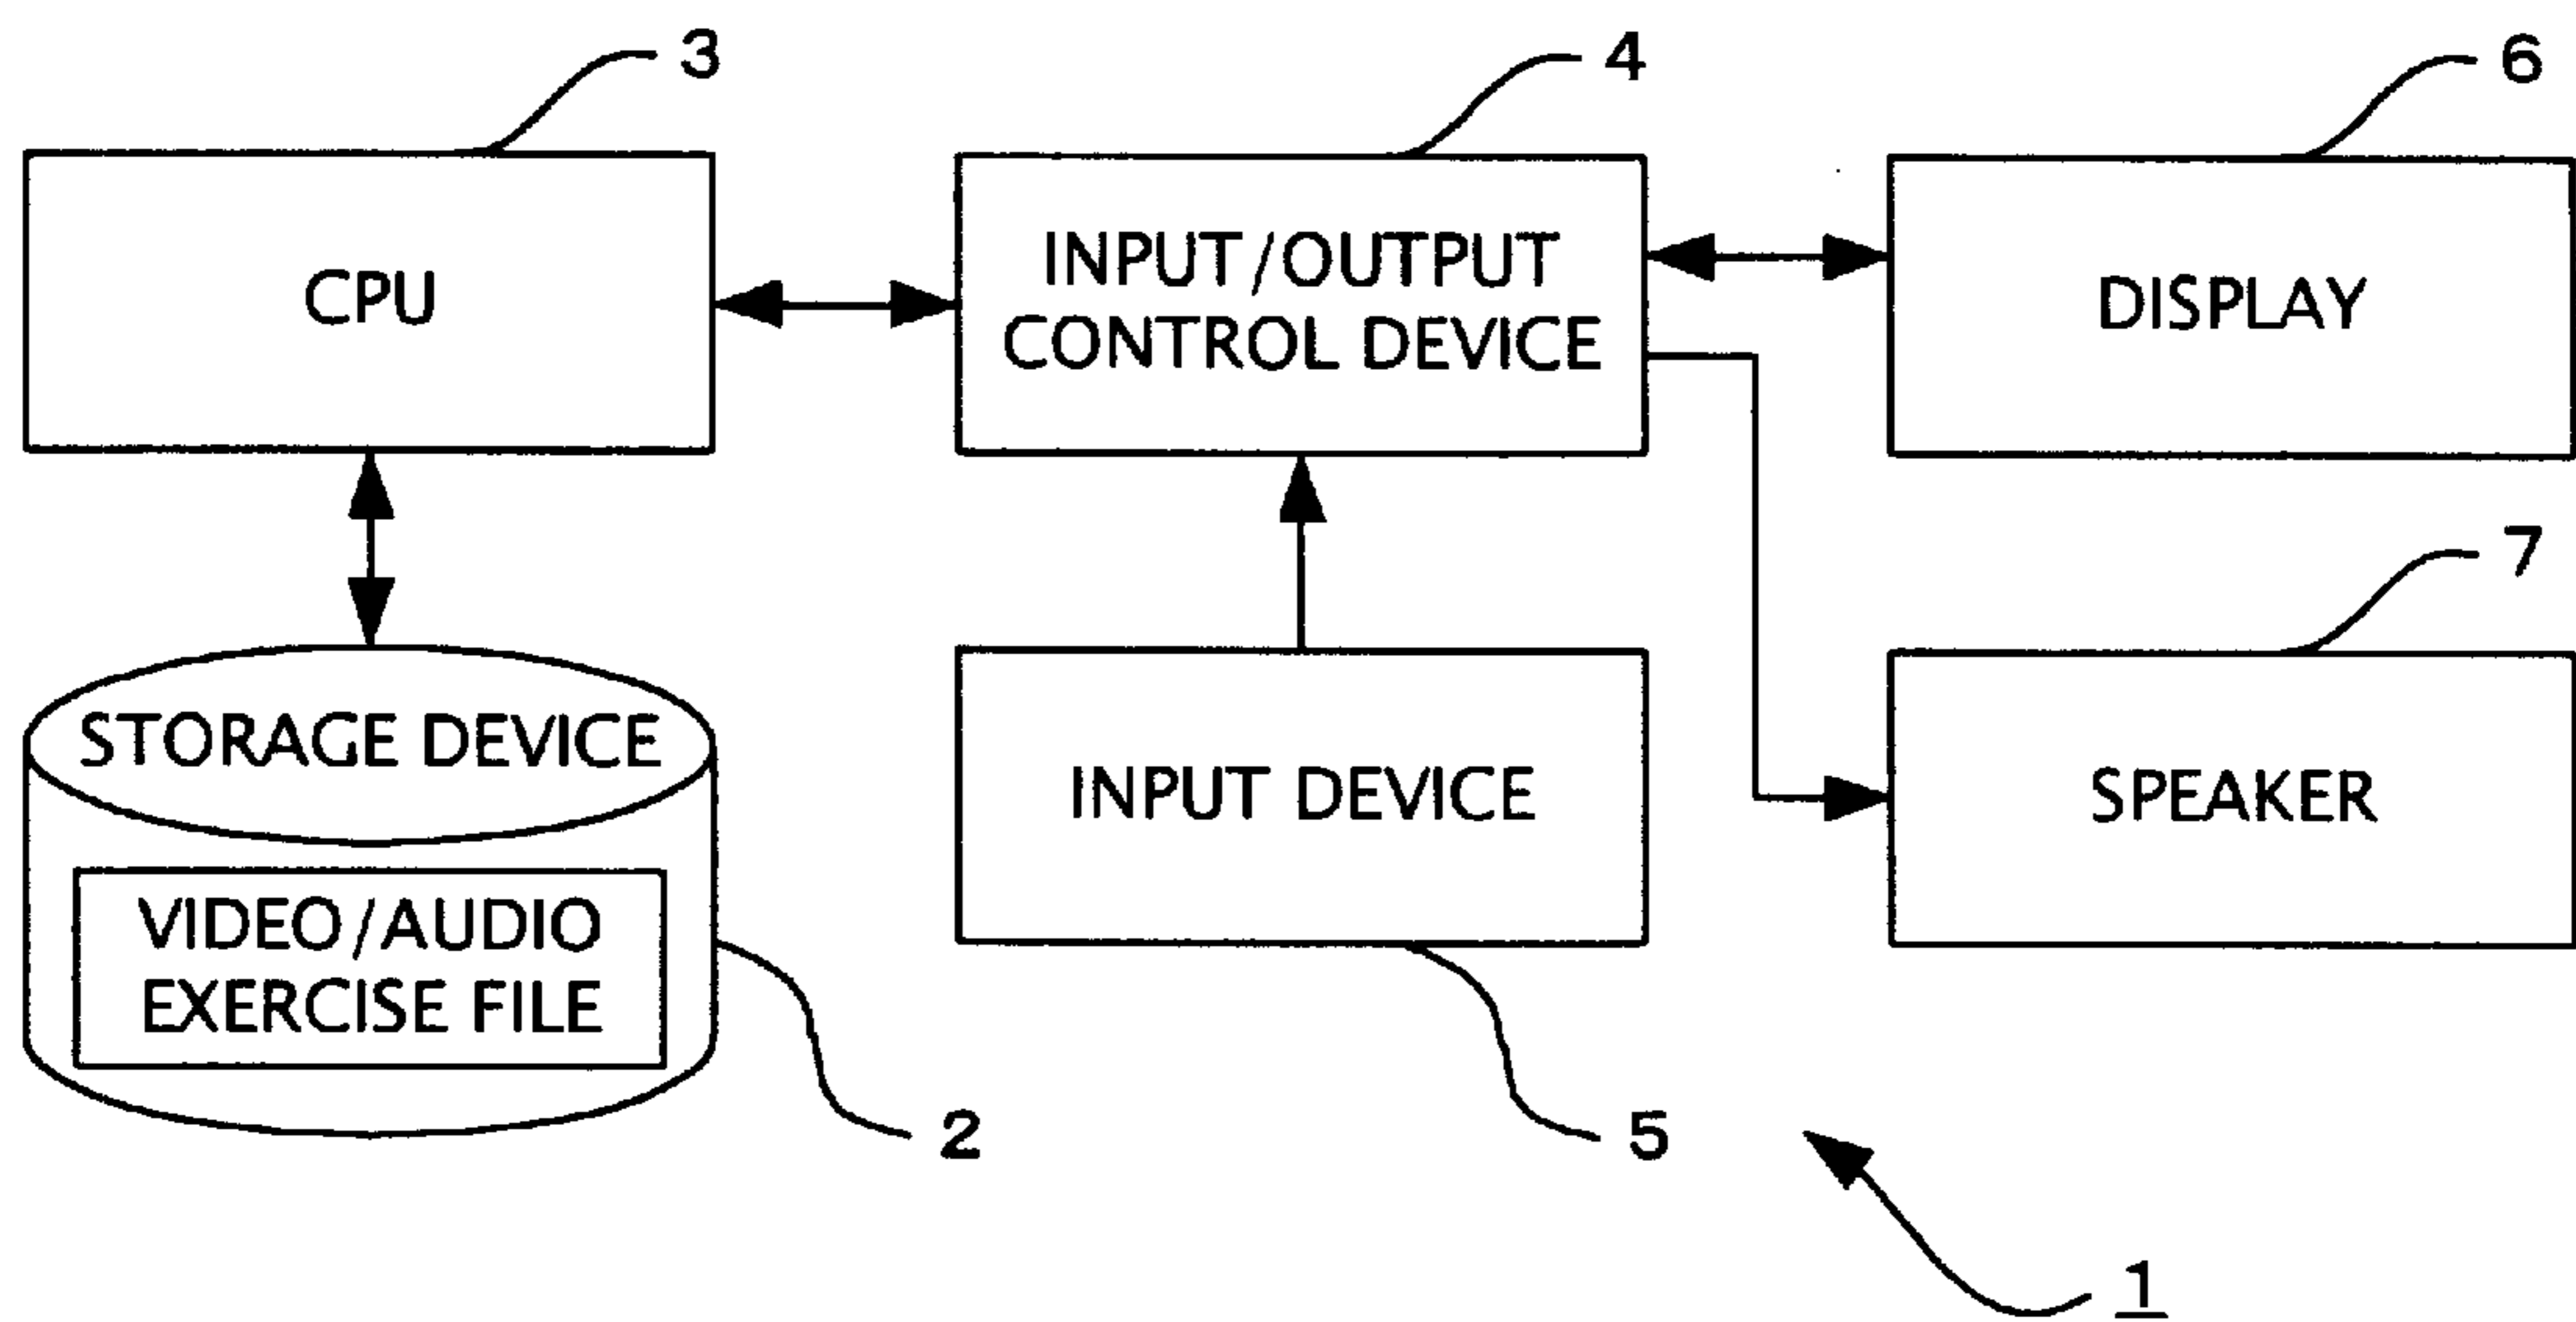 3
4
6
CPU
INPUT/OUTPUT
CONTROL DEVICE
DISPLAY
7
STORAGE DEVICE
INPUT DEVICE
SPEAKER
VIDEO/AUDIO
EXERCISE FILE
2
5
1